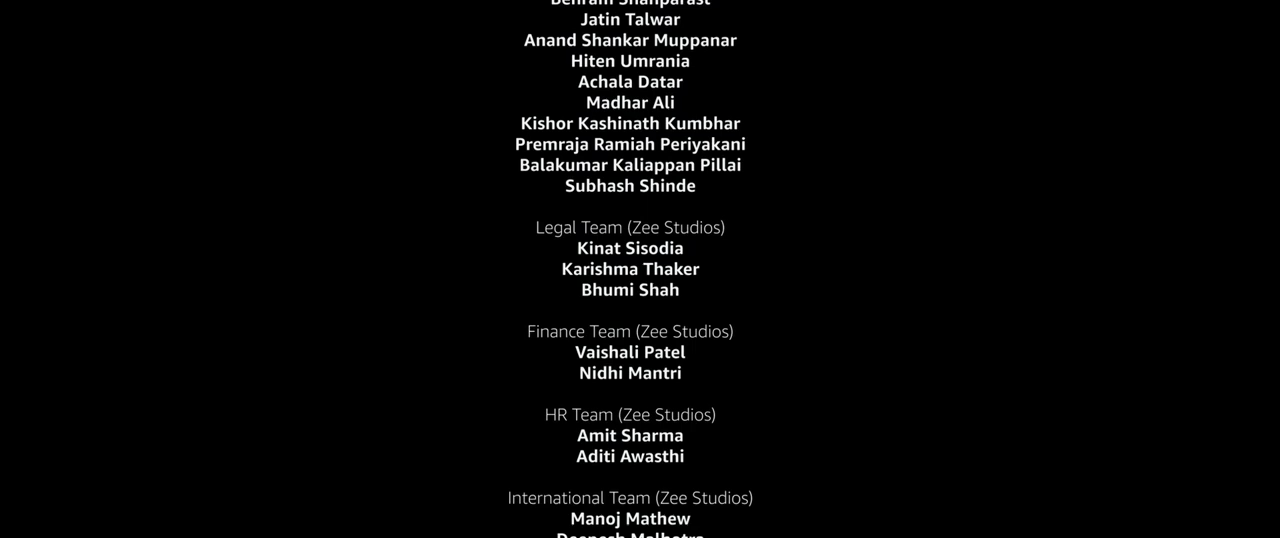 Jatin Talwar
Anand Shankar Muppanar
Hiten Umrania
Achala Datar
Madhar Ali
Kishor Kashinath Kumbhar
Premraja Ramiah Periyakani
Balakumar Kaliappan Pillai
Subhash Shinde
Legal Team (Zee Studios)
Kinat Sisodia
Karishma Thaker
Bhumi Shah
Finance Team (Zee Studios)
Vaishali Patel
Nidhi Mantri
HR Team (Zee Studios)
Amit Sharma
Aditi Awasthi
International Team (Zee Studios)
Manoj Mathew